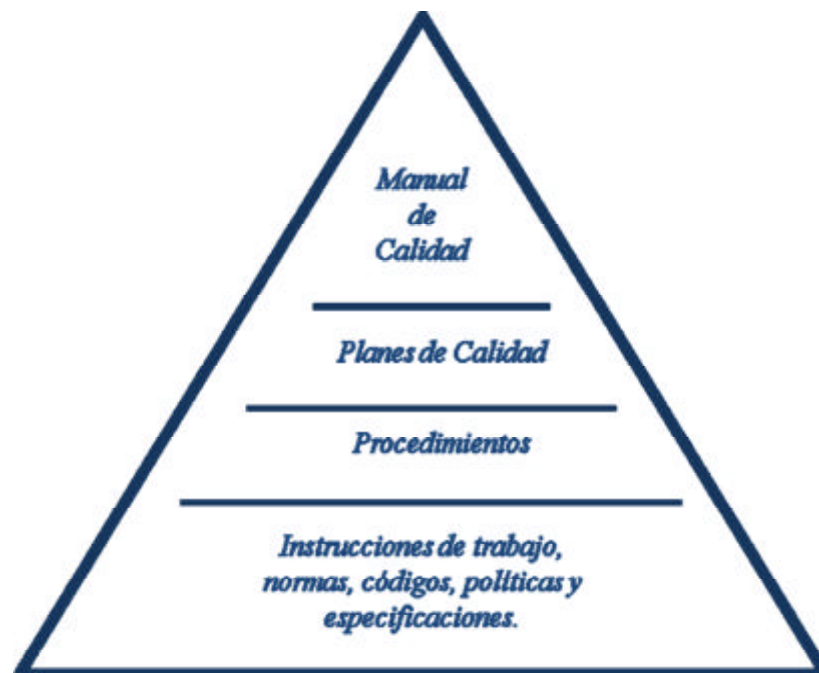 Manual
de
Calidad
Planes de Calidad
Procedimientos
Instrucciones de trabajo,
normas, códigos, políticas y
especificaciones.